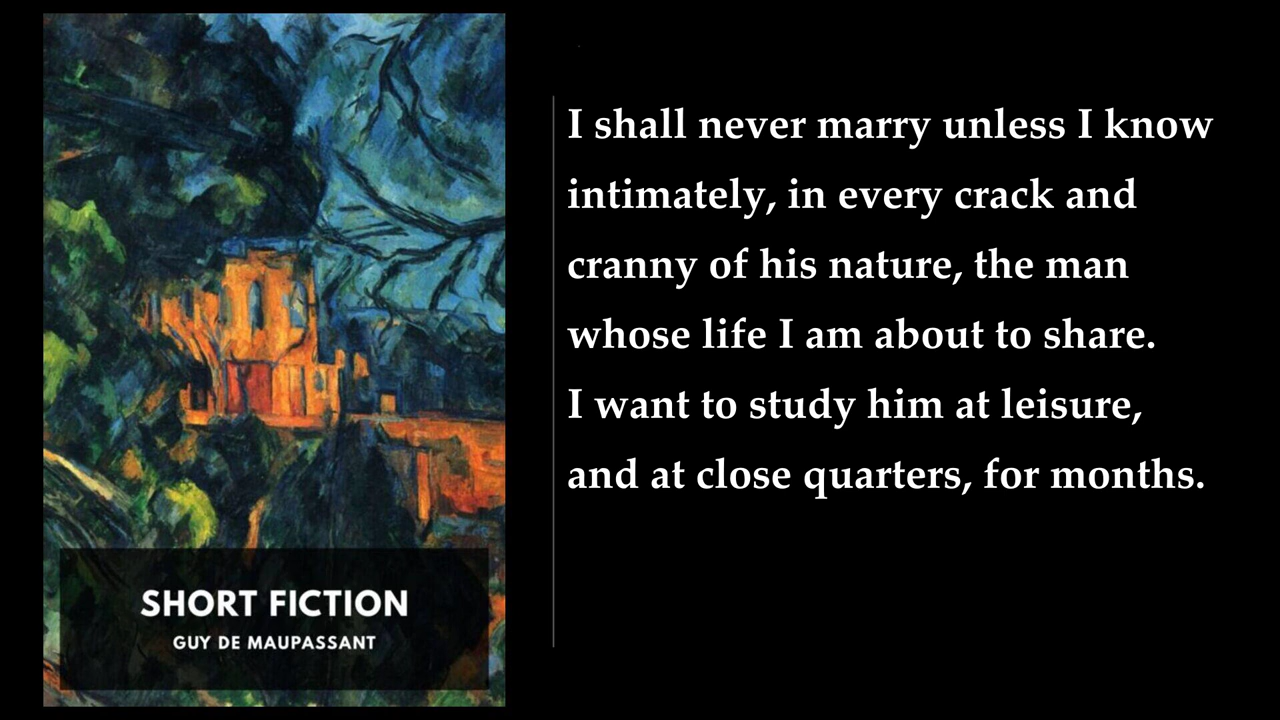 SHORT FICTION
GUY DE MAUPASSANT
I shall never marry unless I know
intimately, in every crack and
cranny of his nature, the man
whose life I am about to share.
I want to study him at leisure,
and at close quarters, for months.